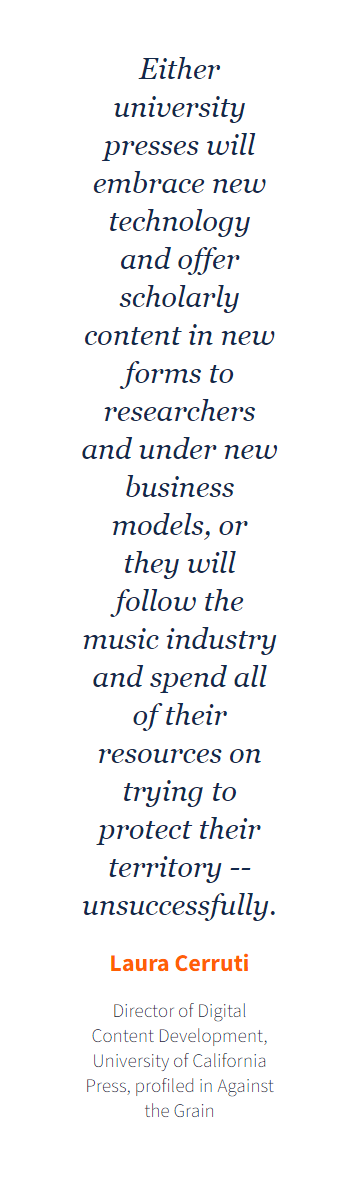 Either
university
presses will
embrace new
technology
and offer
scholarly
content in new
forms to
researchers
and under new
business
models, or
they will
follow the
music industry
and spend all
of their
resources on
trying to
protect their
territory --
unsuccessfully.
Laura Cerruti
Director of Digital
Content Development,
University of California
Press, profiled in Against
the Grain